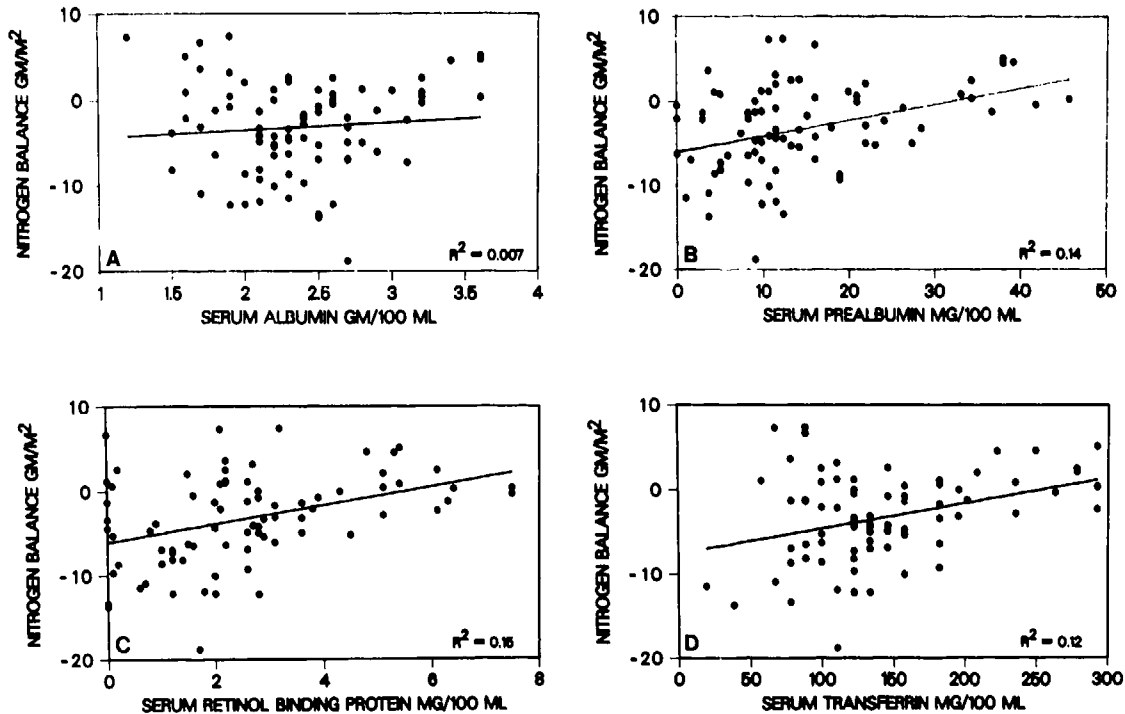 NITROGEN BALANCE GM/M²
10
0
-10
-20
A
R² = 0.007
1 1.5 2 2.5 3 3.5 4
SERUM ALBUMIN GM/100 ML
NITROGEN BALANCE GM/M²
10
0
-10
-20
B
R² = 0.14
0 10 20 30 40 50
SERUM PREALBUMIN MG/100 ML
NITROGEN BALANCE GM/M²
10
0
-10
-20
C
R² = 0.15
0 2 4 6 8
SERUM RETINOL BINDING PROTEIN MG/100 ML
NITROGEN BALANCE GM/M²
10
0
-10
-20
D
R² = 0.12
0 50 100 150 200 250 300
SERUM TRANSFERRIN MG/100 ML